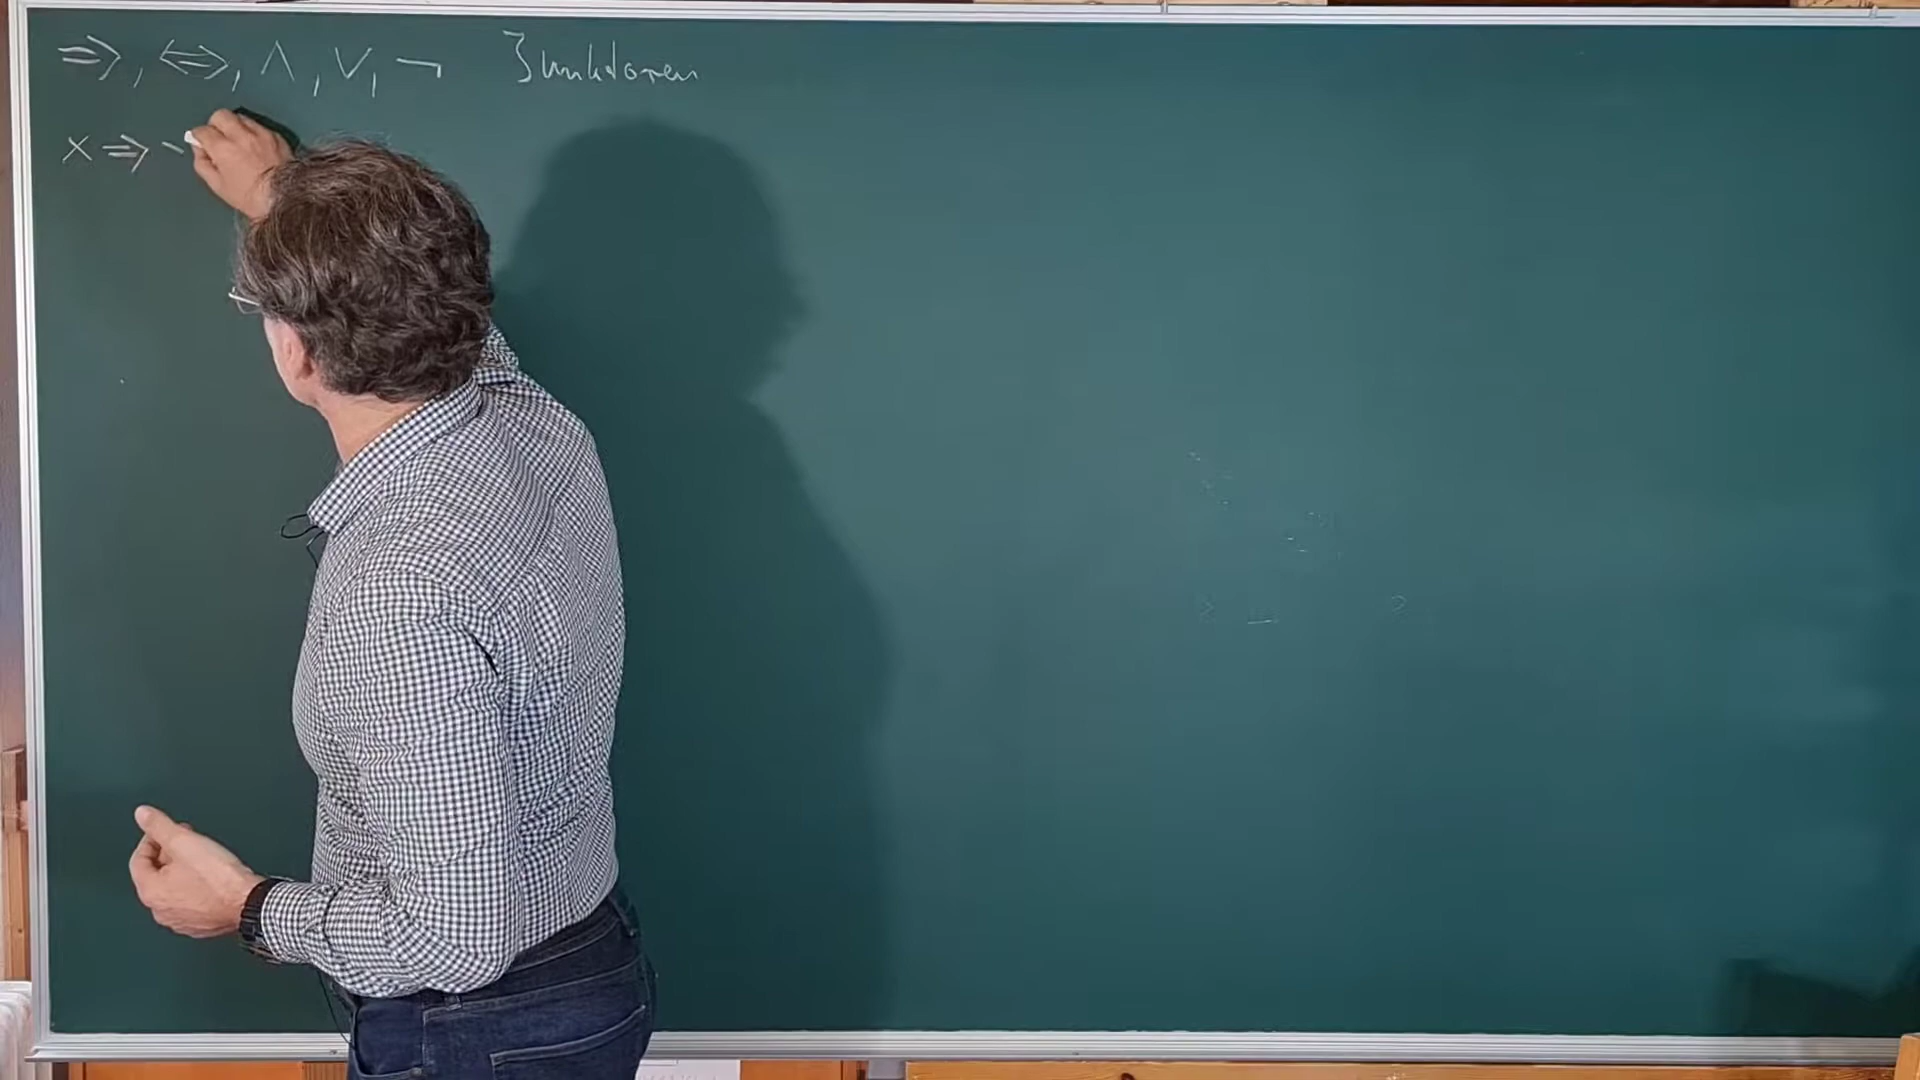 ⇒, ⇔, ∧, ∨, ¬ Junktoren
x ⇒